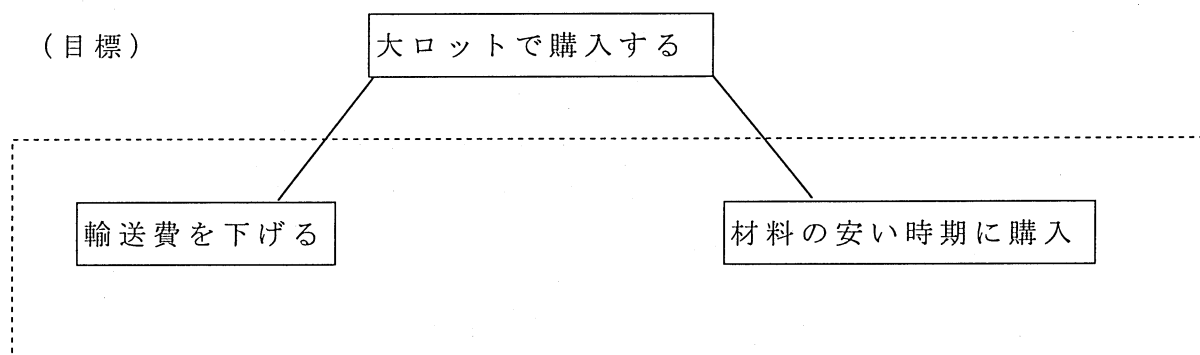 （目標）
大ロットで購入する
輸送費を下げる
材料の安い時期に購入